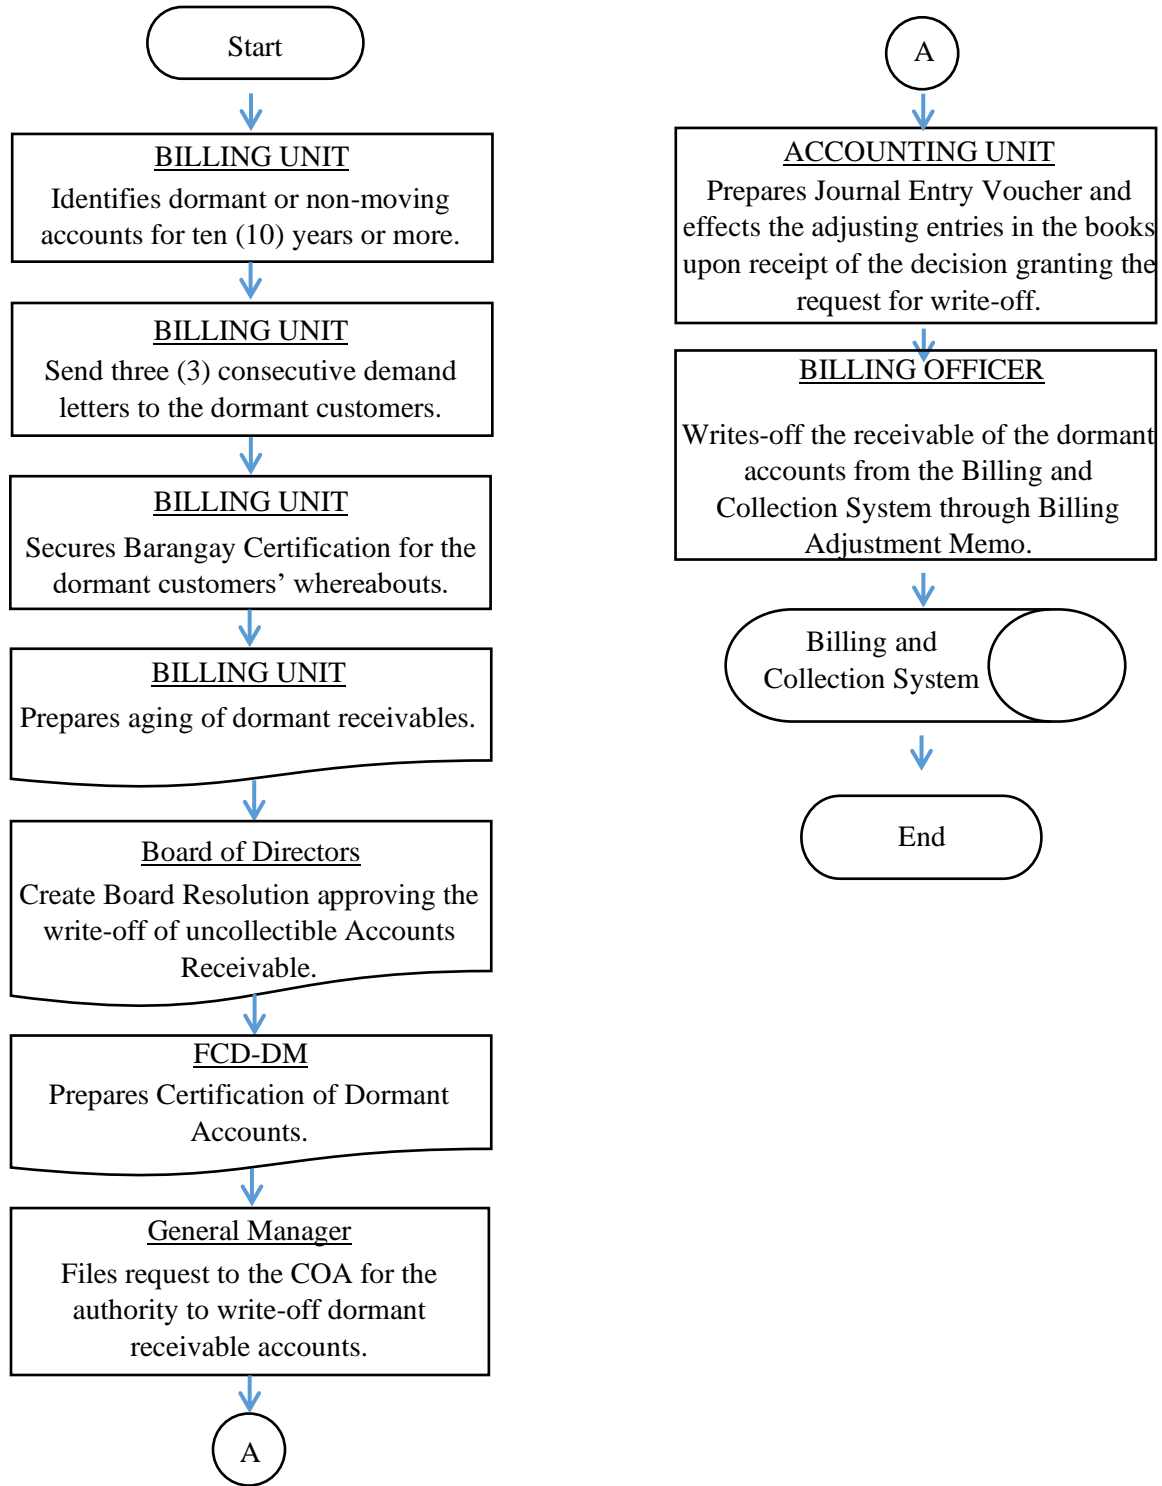 Start
BILLING UNIT
Identifies dormant or non-moving
accounts for ten (10) years or more.
BILLING UNIT
Send three (3) consecutive demand
letters to the dormant customers.
BILLING UNIT
Secures Barangay Certification for the
dormant customers’ whereabouts.
BILLING UNIT
Prepares aging of dormant receivables.
Board of Directors
Create Board Resolution approving the
write-off of uncollectible Accounts
Receivable.
FCD-DM
Prepares Certification of Dormant
Accounts.
General Manager
Files request to the COA for the
authority to write-off dormant
receivable accounts.
A
A
ACCOUNTING UNIT
Prepares Journal Entry Voucher and
effects the adjusting entries in the books
upon receipt of the decision granting the
request for write-off.
BILLING OFFICER
Writes-off the receivable of the dormant
accounts from the Billing and
Collection System through Billing
Adjustment Memo.
Billing and
Collection System
End